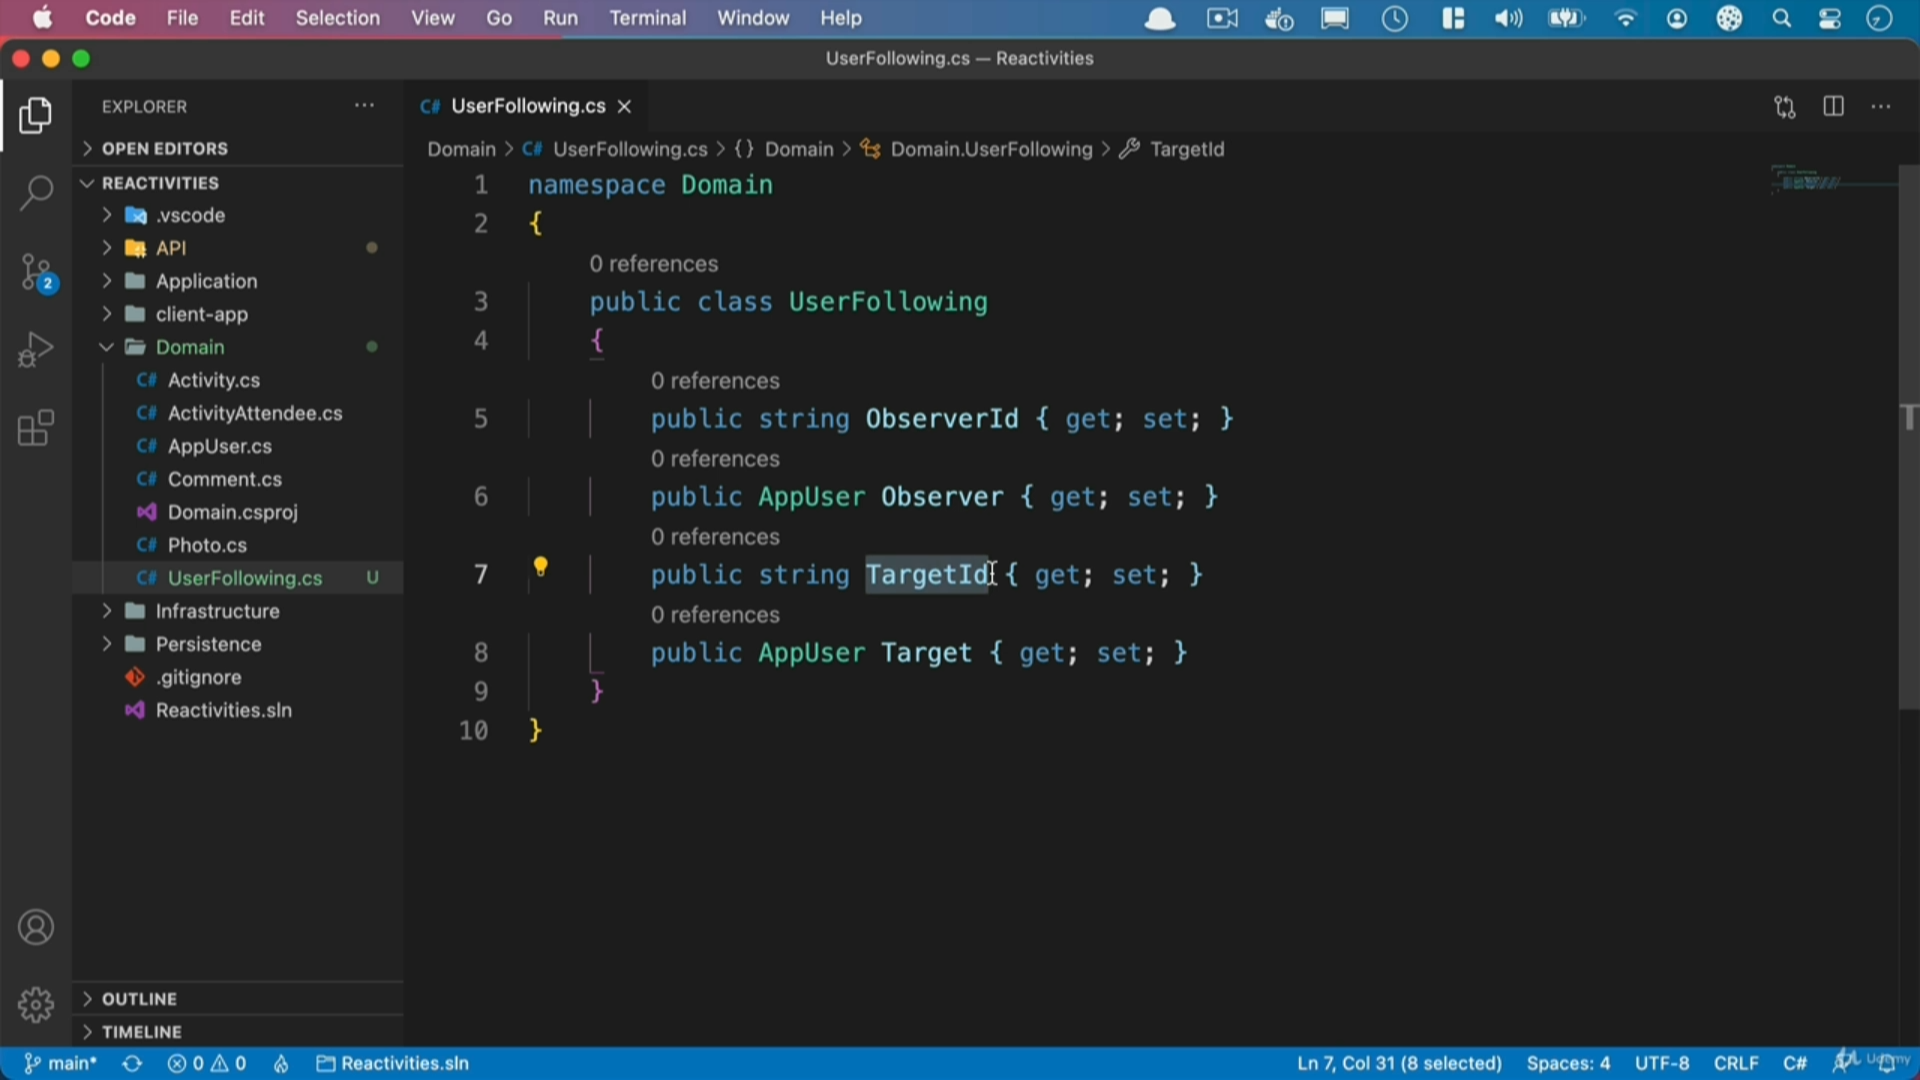 Code File Edit Selection View Go Run Terminal Window Help
UserFollowing.cs — Reactivities
EXPLORER
UserFollowing.cs
OPEN EDITORS
Domain > UserFollowing.cs > {} Domain > Domain.UserFollowing > TargetId
REACTIVITIES
.vscode
API
Application
client-app
Domain
Activity.cs
ActivityAttendee.cs
AppUser.cs
Comment.cs
Domain.csproj
Photo.cs
UserFollowing.cs U
Infrastructure
Persistence
.gitignore
Reactivities.sln
OUTLINE
TIMELINE
2
1 namespace Domain
2 {
0 references
3 public class UserFollowing
4 {
0 references
5 public string ObserverId { get; set; }
0 references
6 public AppUser Observer { get; set; }
0 references
7 public string TargetId { get; set; }
0 references
8 public AppUser Target { get; set; }
9 }
10 }
main* 0 0 Reactivities.sln Ln 7, Col 31 (8 selected) Spaces: 4 UTF-8 CRLF C# Udemy